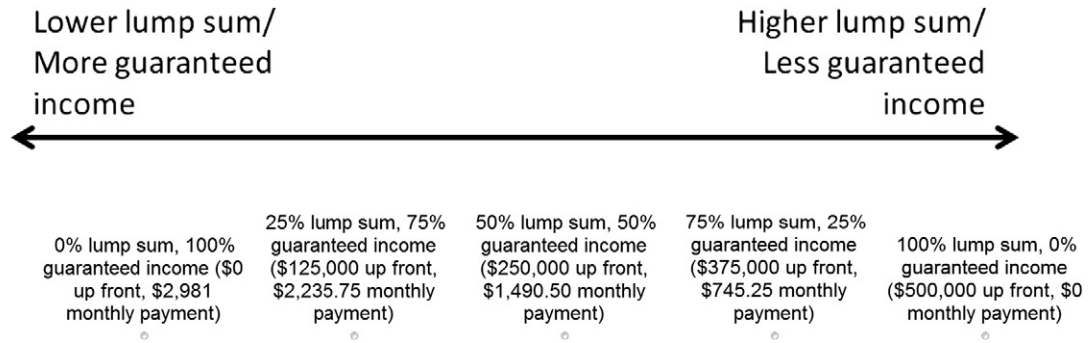 Lower lump sum/
More guaranteed
income
Higher lump sum/
Less guaranteed
income
0% lump sum, 100%
guaranteed income ($0
up front, $2,981
monthly payment)
25% lump sum, 75%
guaranteed income
($125,000 up front,
$2,235.75 monthly
payment)
50% lump sum, 50%
guaranteed income
($250,000 up front,
$1,490.50 monthly
payment)
75% lump sum, 25%
guaranteed income
($375,000 up front,
$745.25 monthly
payment)
100% lump sum, 0%
guaranteed income
($500,000 up front, $0
monthly payment)